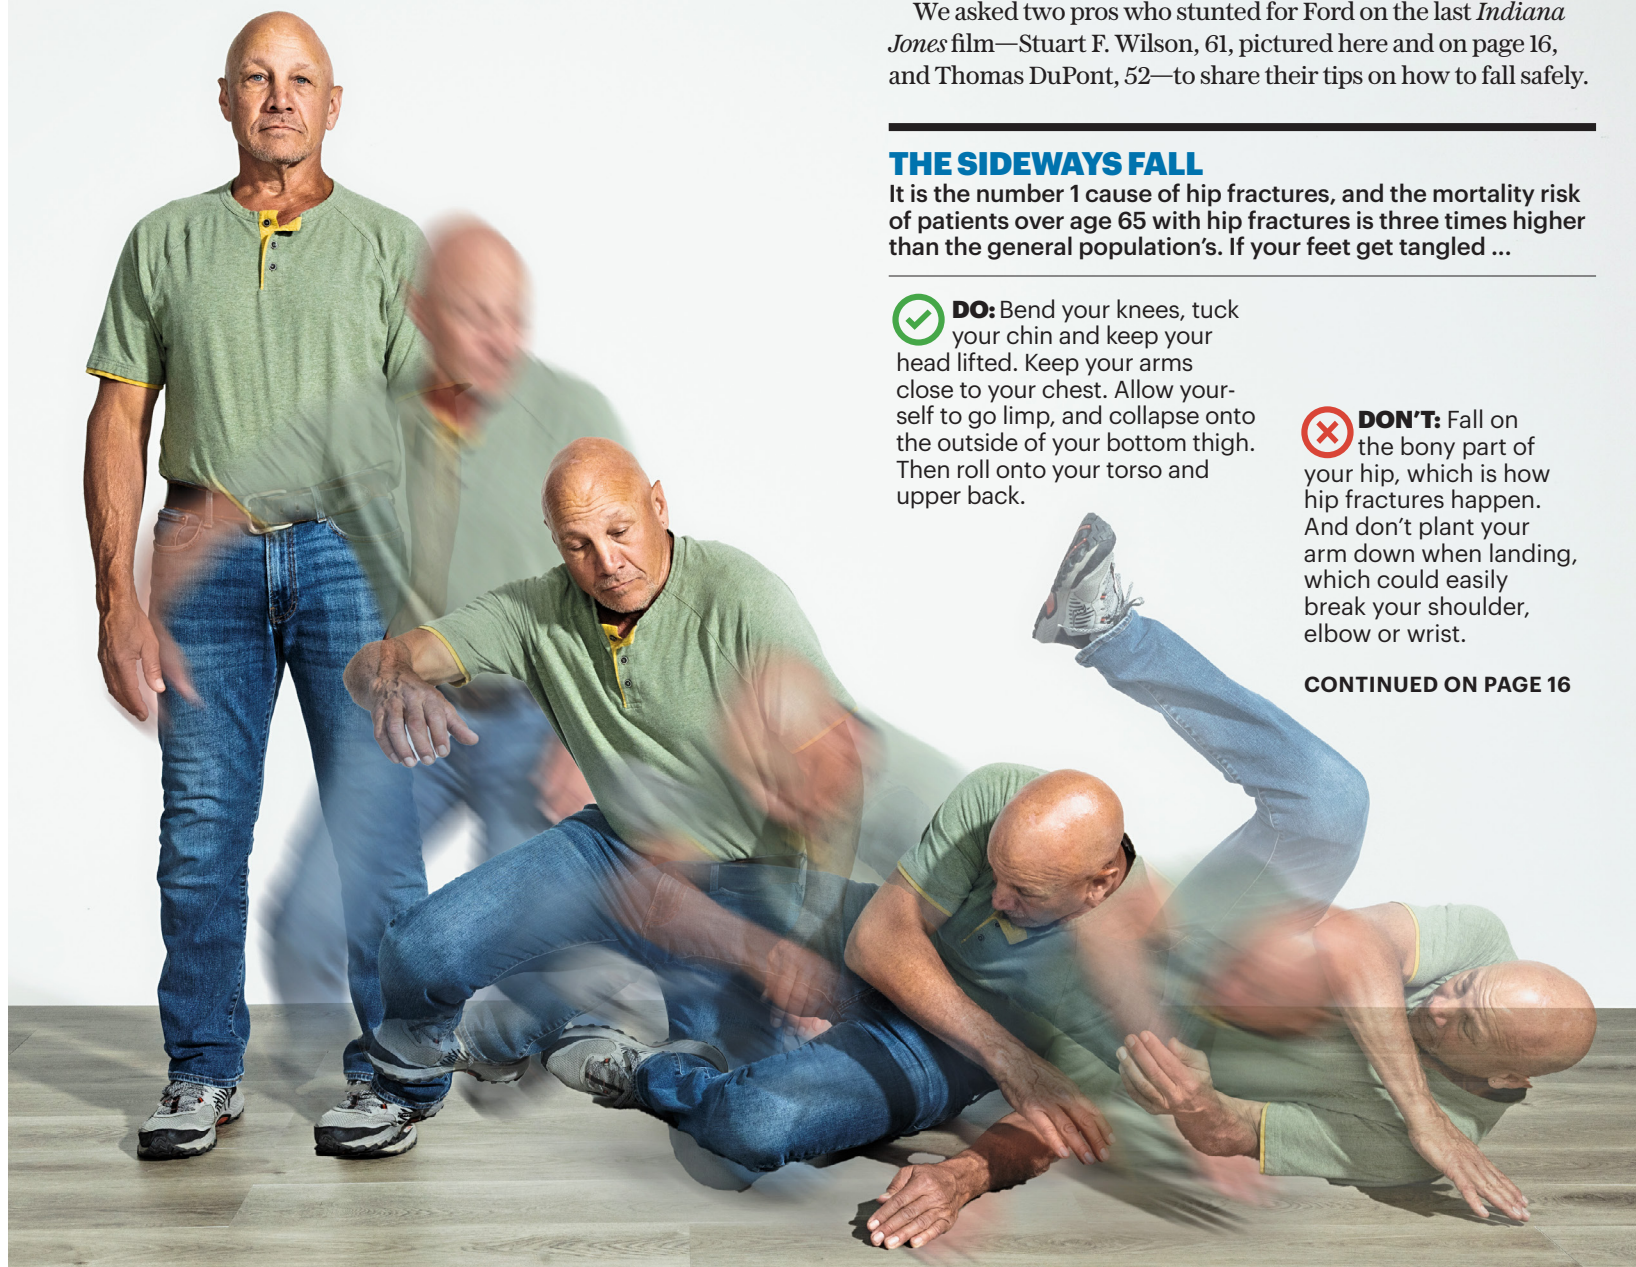 We asked two pros who stunted for Ford on the last Indiana
Jones film—Stuart F. Wilson, 61, pictured here and on page 16,
and Thomas DuPont, 52—to share their tips on how to fall safely.
THE SIDEWAYS FALL
It is the number 1 cause of hip fractures, and the mortality risk
of patients over age 65 with hip fractures is three times higher
than the general population’s. If your feet get tangled ...
DO: Bend your knees, tuck
your chin and keep your
head lifted. Keep your arms
close to your chest. Allow your-
self to go limp, and collapse onto
the outside of your bottom thigh.
Then roll onto your torso and
upper back.
DON’T: Fall on
the bony part of
your hip, which is how
hip fractures happen.
And don’t plant your
arm down when landing,
which could easily
break your shoulder,
elbow or wrist.
CONTINUED ON PAGE 16